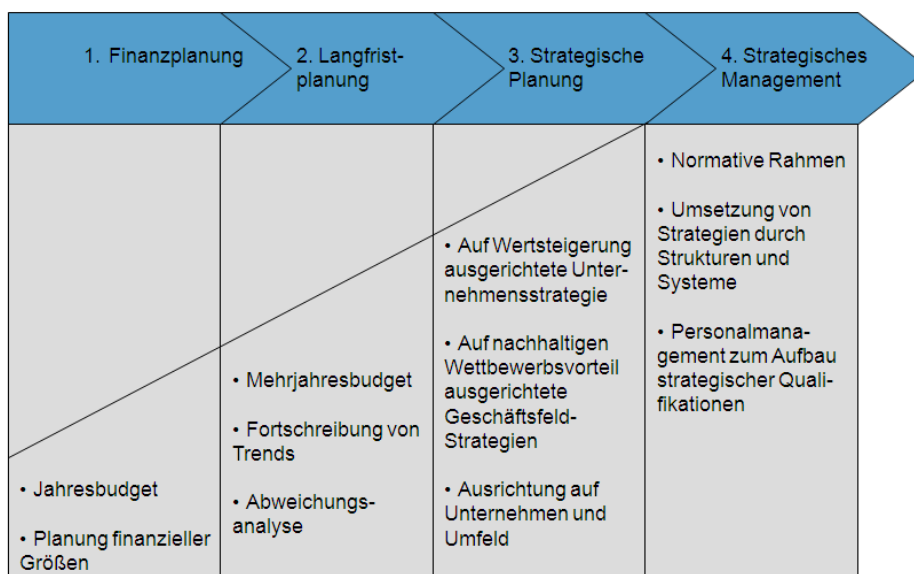 1. Finanzplanung
2. Langfrist-
planung
3. Strategische
Planung
4. Strategisches
Management
• Jahresbudget
• Planung finanzieller
Größen
• Mehrjahresbudget
• Fortschreibung von
Trends
• Abweichungs-
analyse
• Auf Wertsteigerung
ausgerichtete Unter-
nehmensstrategie
• Auf nachhaltigen
Wettbewerbsvorteil
ausgerichtete
Geschäftsfeld-
Strategien
• Ausrichtung auf
Unternehmen und
Umfeld
• Normative Rahmen
• Umsetzung von
Strategien durch
Strukturen und
Systeme
• Personalmana-
gement zum Aufbau
strategischer Quali-
fikationen